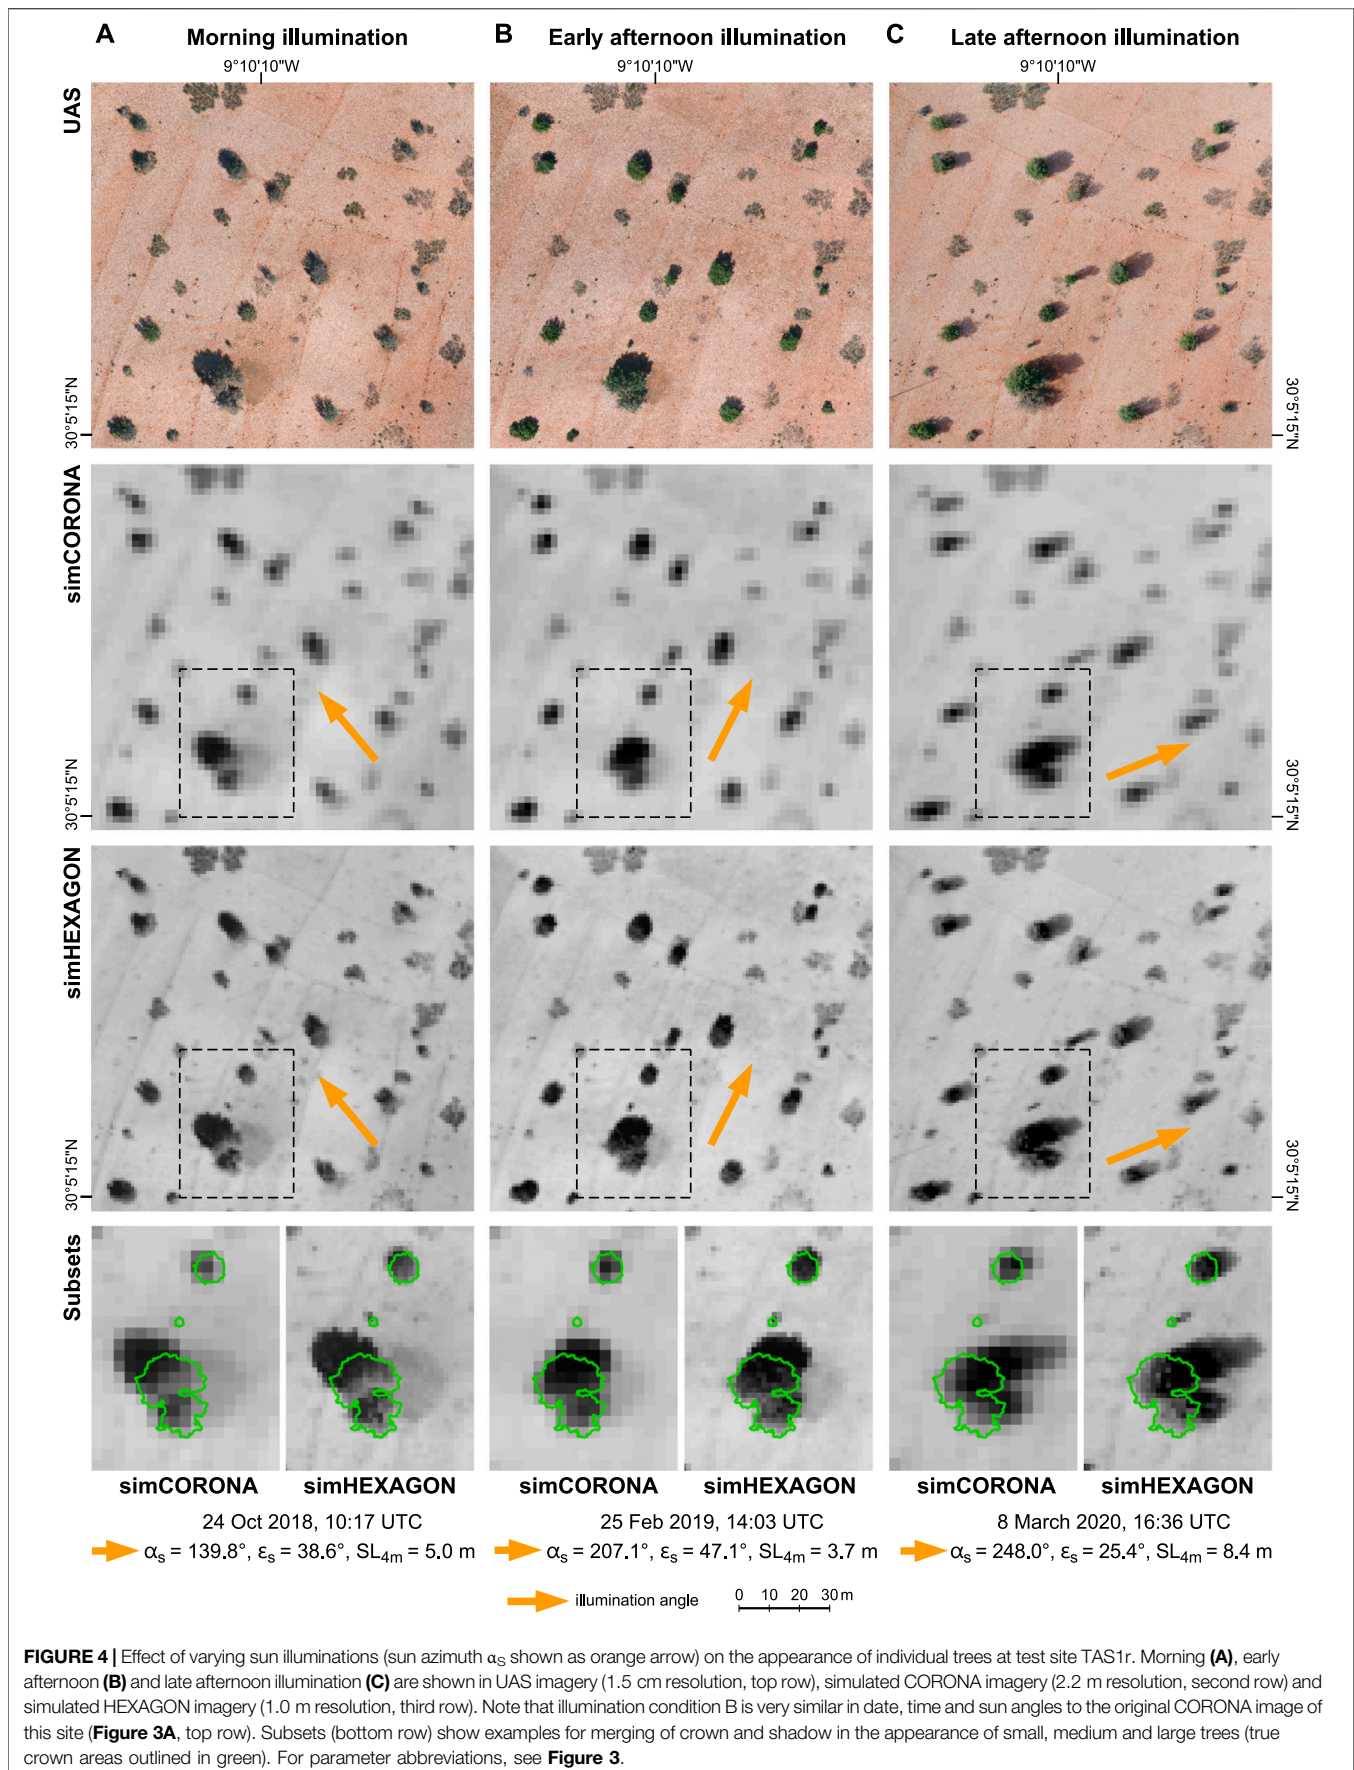 A Morning illumination B Early afternoon illumination C Late afternoon illumination
9°10'10"W 9°10'10"W 9°10'10"W
UAS
30°5'15"N 30°5'15"N
simCORONA
30°5'15"N 30°5'15"N
simHEXAGON
30°5'15"N 30°5'15"N
Subsets
simCORONA simHEXAGON simCORONA simHEXAGON simCORONA simHEXAGON
24 Oct 2018, 10:17 UTC 25 Feb 2019, 14:03 UTC 8 March 2020, 16:36 UTC
αs = 139.8°, εs = 38.6°, SL4m = 5.0 m αs = 207.1°, εs = 47.1°, SL4m = 3.7 m αs = 248.0°, εs = 25.4°, SL4m = 8.4 m
illumination angle 0 10 20 30 m
FIGURE 4 | Effect of varying sun illuminations (sun azimuth αS shown as orange arrow) on the appearance of individual trees at test site TAS1r. Morning (A), early
afternoon (B) and late afternoon illumination (C) are shown in UAS imagery (1.5 cm resolution, top row), simulated CORONA imagery (2.2 m resolution, second row) and
simulated HEXAGON imagery (1.0 m resolution, third row). Note that illumination condition B is very similar in date, time and sun angles to the original CORONA image of
this site (Figure 3A, top row). Subsets (bottom row) show examples for merging of crown and shadow in the appearance of small, medium and large trees (true
crown areas outlined in green). For parameter abbreviations, see Figure 3.